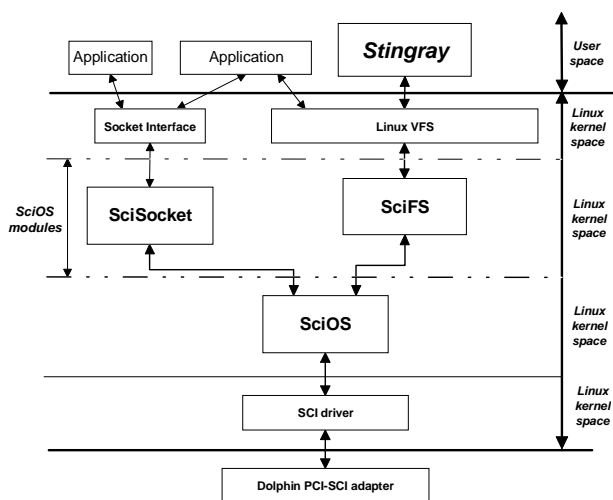 Application
Application
Stingray
User
space
Socket Interface
Linux VFS
Linux
kernel
space
SciOS
modules
SciSocket
SciFS
Linux
kernel
space
SciOS
Linux
kernel
space
SCI driver
Linux
kernel
space
Dolphin PCI-SCI adapter